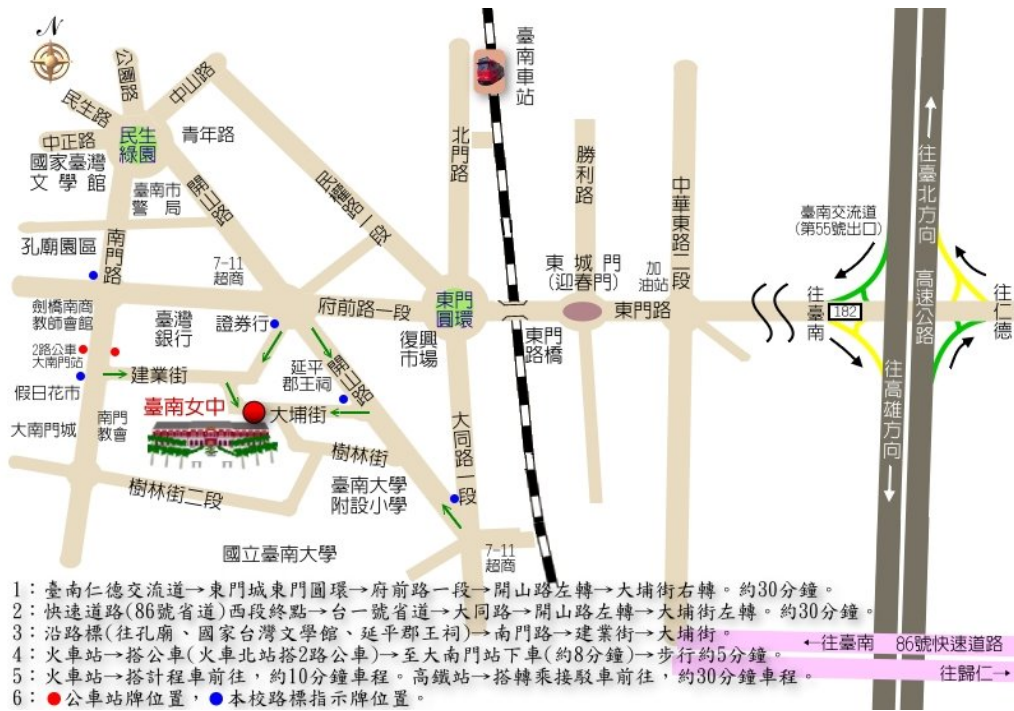 N
臺南車站
公園路
中山路
民生路
中正路
民生綠園
青年路
北門路
勝利路
中華東路二段
往臺北方向
國家臺灣
文學館
臺南市
警局
開山路
民權路一段
臺南交流道
(第55號出口)
孔廟園區
南門路
7-11
超商
東城門
(迎春門)
加油站
高速公路
劍橋南商
教師會館
臺灣
銀行
證券行
府前路一段
東門
圓環
東門路
往臺南
182
往仁德
2路公車
大南門站
復興
市場
東門路橋
建業街
延平
郡王祠
開山路
假日花市
臺南女中
大埔街
往高雄方向
大南門城
南門
教會
大同路一段
樹林街
樹林街二段
臺南大學
附設小學
國立臺南大學
7-11
超商
1：臺南仁德交流道→東門城東門圓環→府前路一段→開山路左轉→大埔街右轉。約30分鐘。
2：快速道路(86號省道)西段終點→台一號省道→大同路→開山路左轉→大埔街左轉。約30分鐘。
3：沿路標(往孔廟、國家台灣文學館、延平郡王祠)→南門路→建業街→大埔街。
4：火車站→搭公車(火車北站搭2路公車)→至大南門站下車(約8分鐘)→步行約5分鐘。
5：火車站→搭計程車前往，約10分鐘車程。高鐵站→搭轉乘接駁車前往，約30分鐘車程。
6：●公車站牌位置，●本校路標指示牌位置。
←往臺南 86號快速道路
往歸仁→